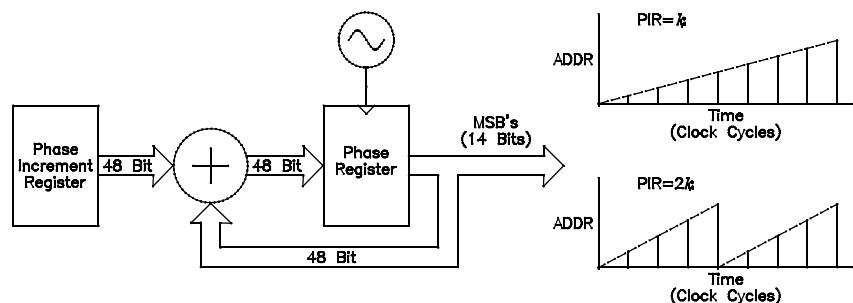 Phase
Increment
Register
48 Bit
48 Bit
Phase
Register
MSB's
(14 Bits)
48 Bit
PIR=k
ADDR
Time
(Clock Cycles)
PIR=2k
ADDR
Time
(Clock Cycles)